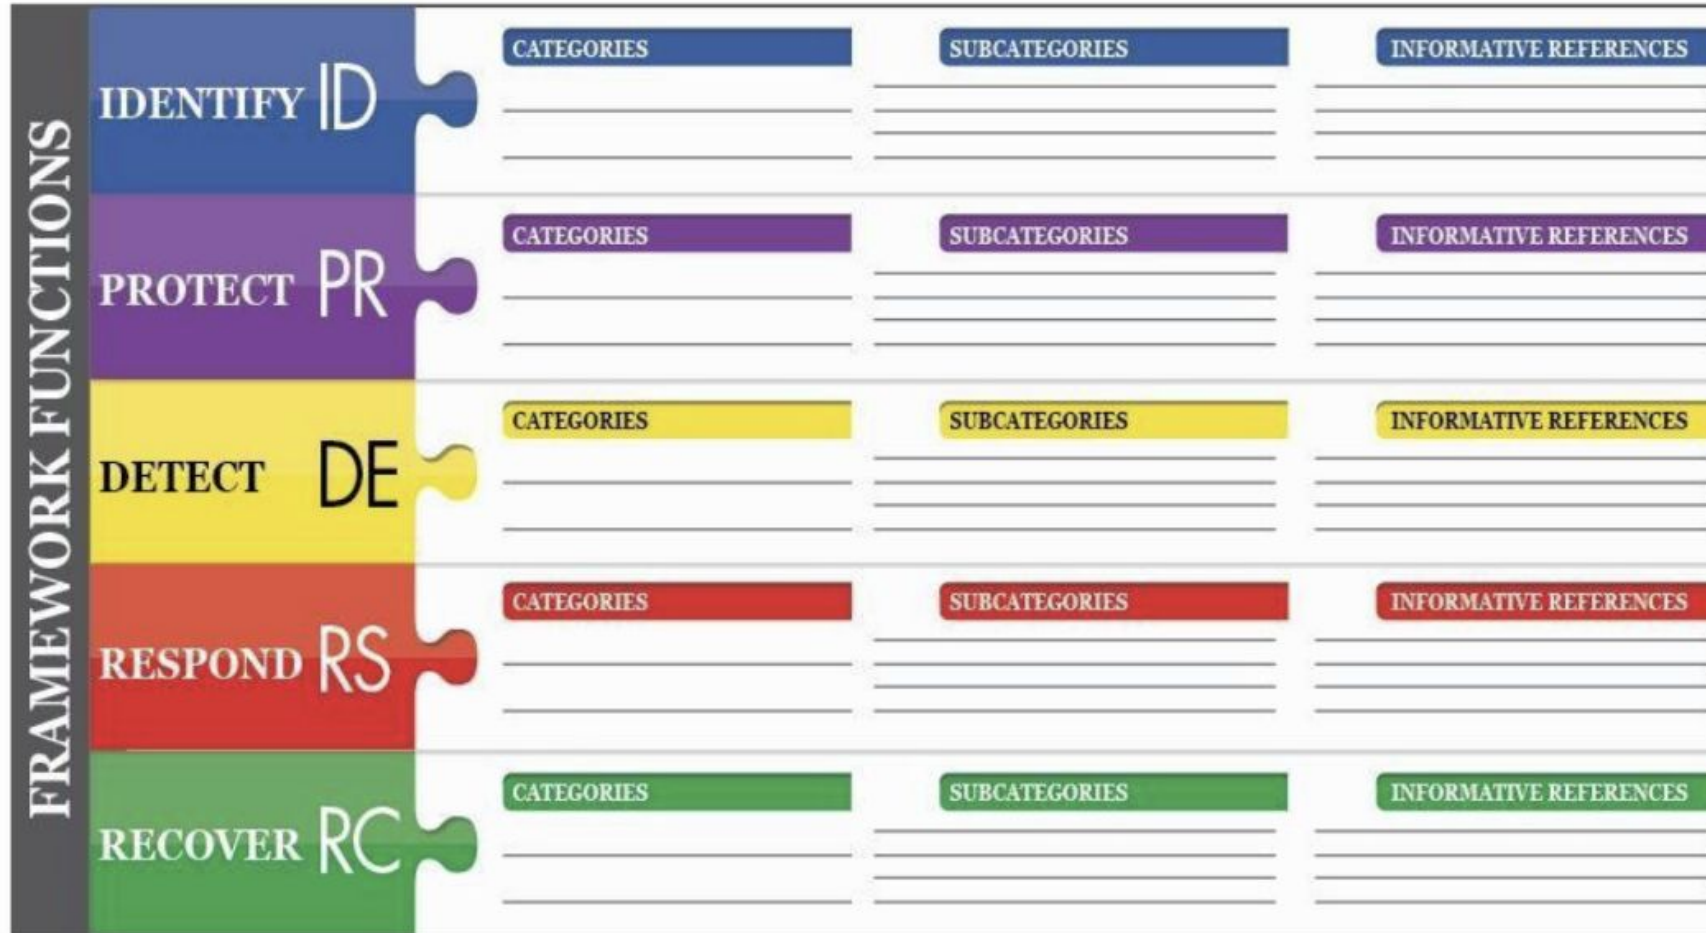 FRAMEWORK FUNCTIONS
IDENTIFY ID
CATEGORIES
SUBCATEGORIES
INFORMATIVE REFERENCES
PROTECT PR
CATEGORIES
SUBCATEGORIES
INFORMATIVE REFERENCES
DETECT DE
CATEGORIES
SUBCATEGORIES
INFORMATIVE REFERENCES
RESPOND RS
CATEGORIES
SUBCATEGORIES
INFORMATIVE REFERENCES
RECOVER RC
CATEGORIES
SUBCATEGORIES
INFORMATIVE REFERENCES